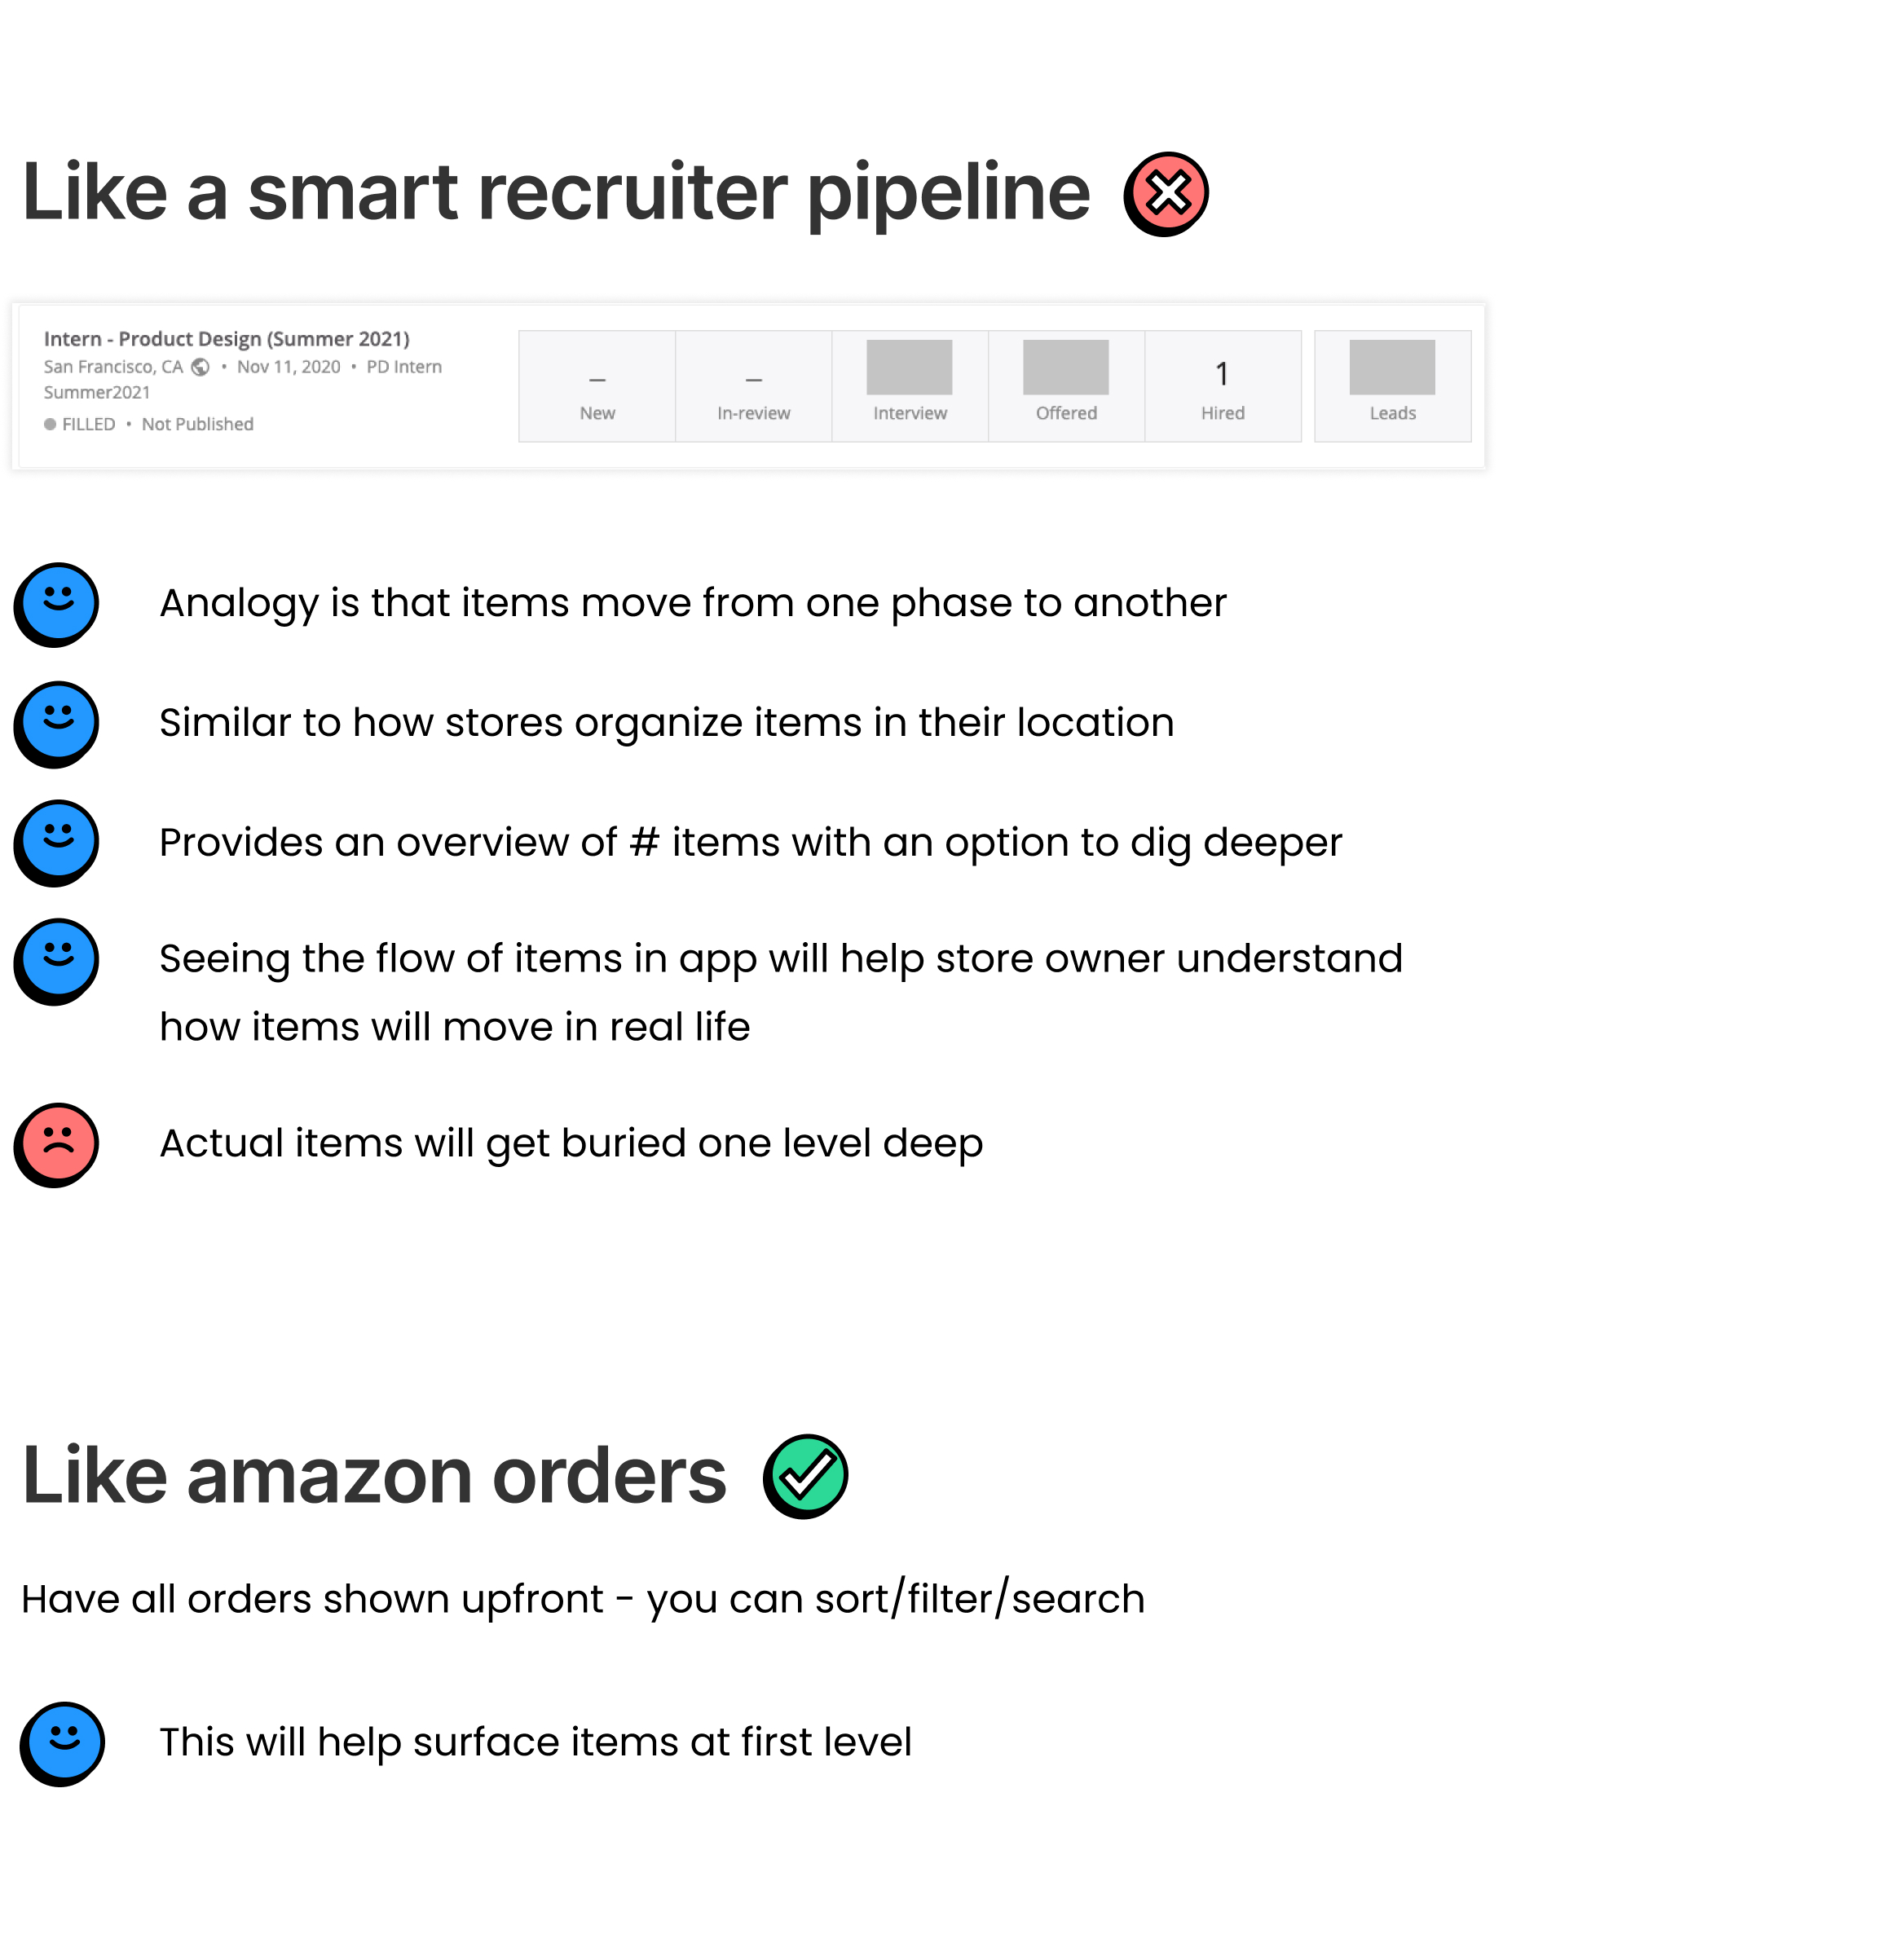 Like a smart recruiter pipeline
Intern - Product Design (Summer 2021)
San Francisco, CA • Nov 11, 2020 • PD Intern
Summer2021
FILLED • Not Published
–
New
–
In-review
Interview
Offered
1
Hired
Leads
Analogy is that items move from one phase to another
Similar to how stores organize items in their location
Provides an overview of # items with an option to dig deeper
Seeing the flow of items in app will help store owner understand
how items will move in real life
Actual items will get buried one level deep
Like amazon orders
Have all orders shown upfront - you can sort/filter/search
This will help surface items at first level